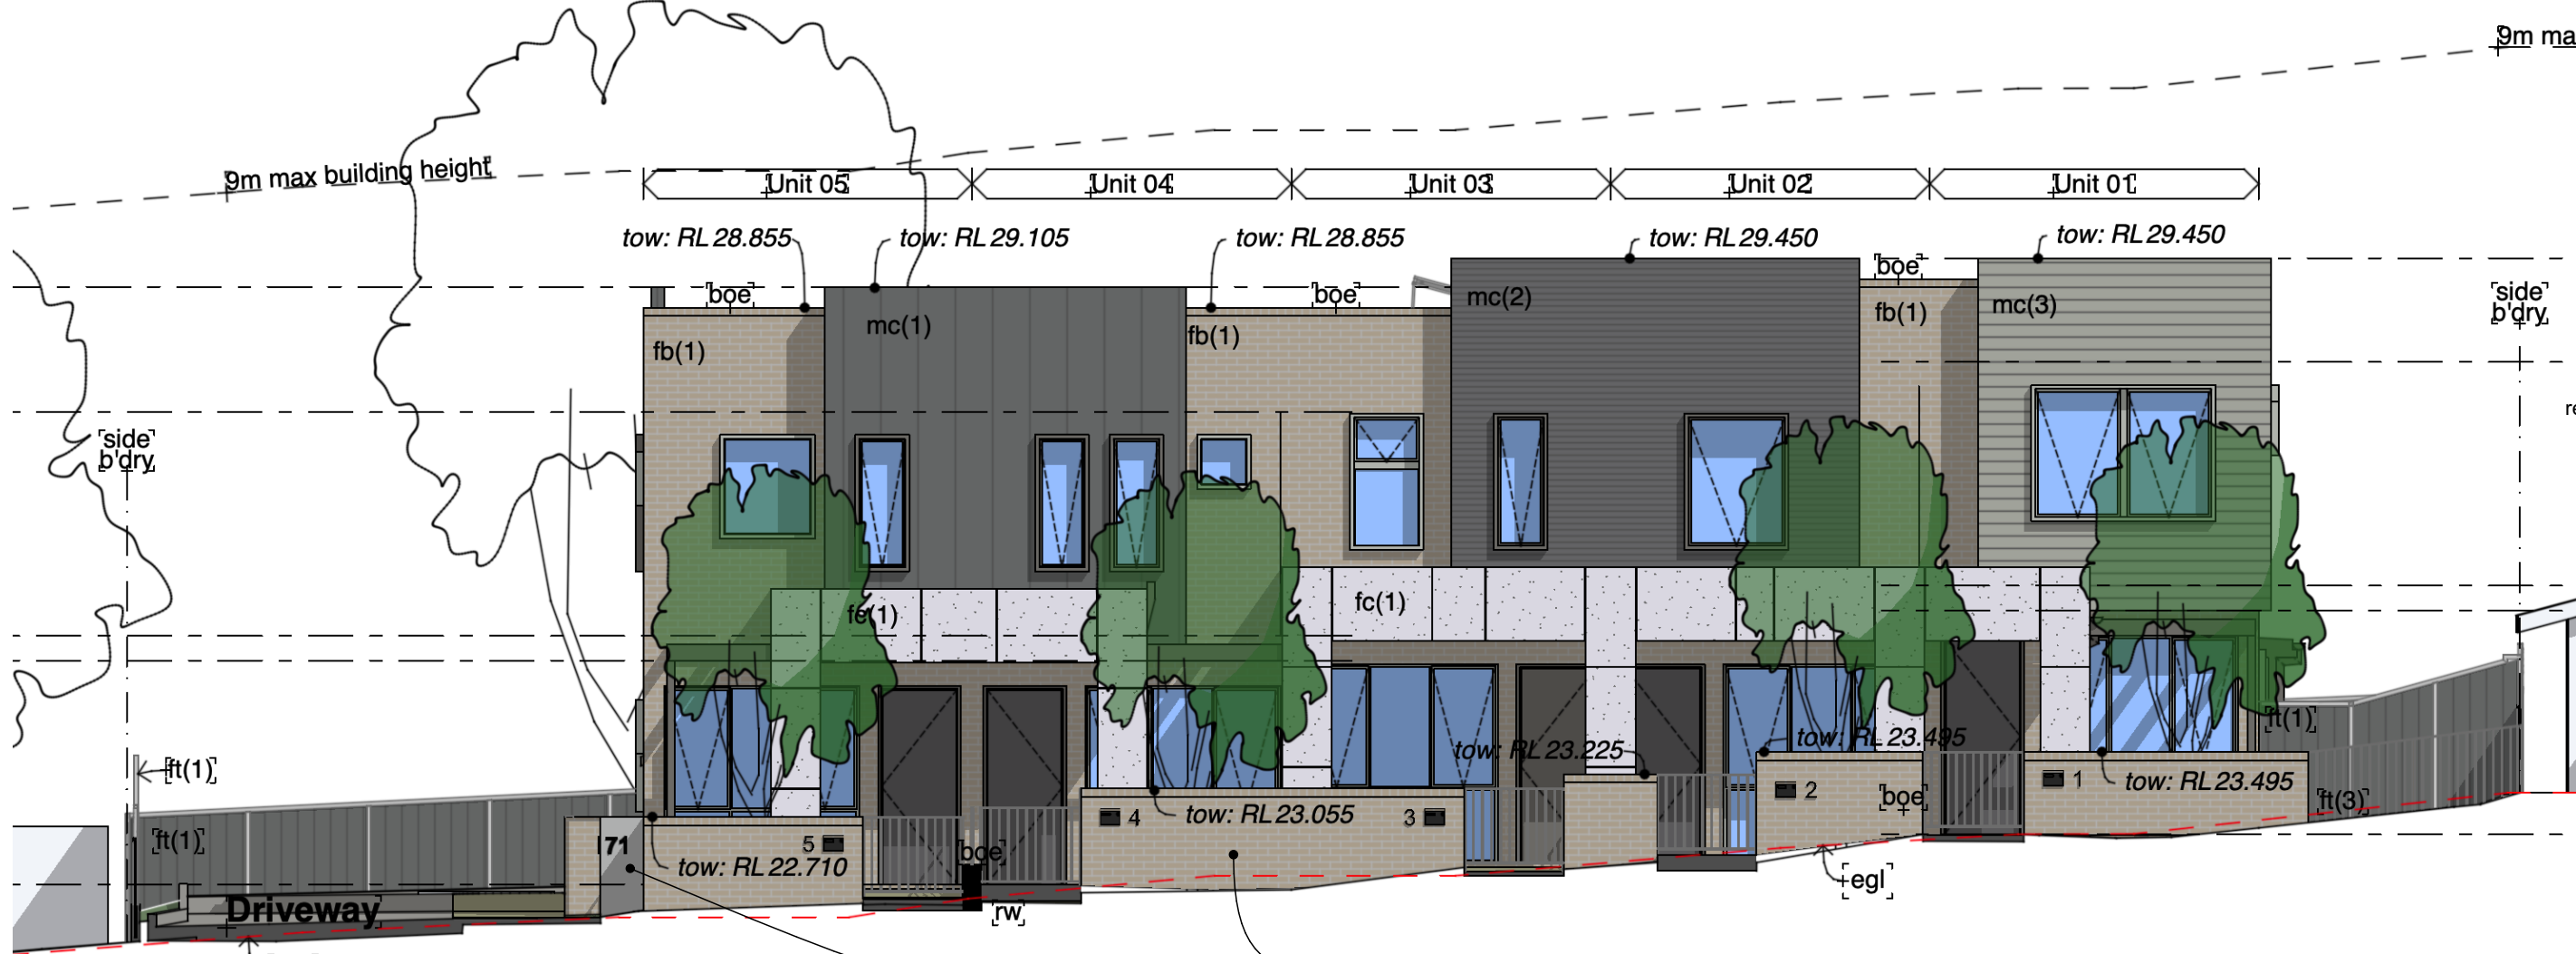 9m ma
9m max building height
Unit 05
Unit 04
Unit 03
Unit 02
Unit 01
tow: RL 28.855
tow: RL 29.105
tow: RL 28.855
tow: RL 29.450
tow: RL 29.450
boe
boe
boe
side
b'dry
mc(1)
mc(2)
mc(3)
fb(1)
fb(1)
fb(1)
re
side
b'dry
fc(1)
fc(1)
ft(1)
tow: RL 23.225
tow: RL 23.495
ft(1)
tow: RL 23.495
1
2
boe
ft(3)
tow: RL 23.055
4
3
ft(1)
171
5
tow: RL 22.710
boe
egl
Driveway
rw